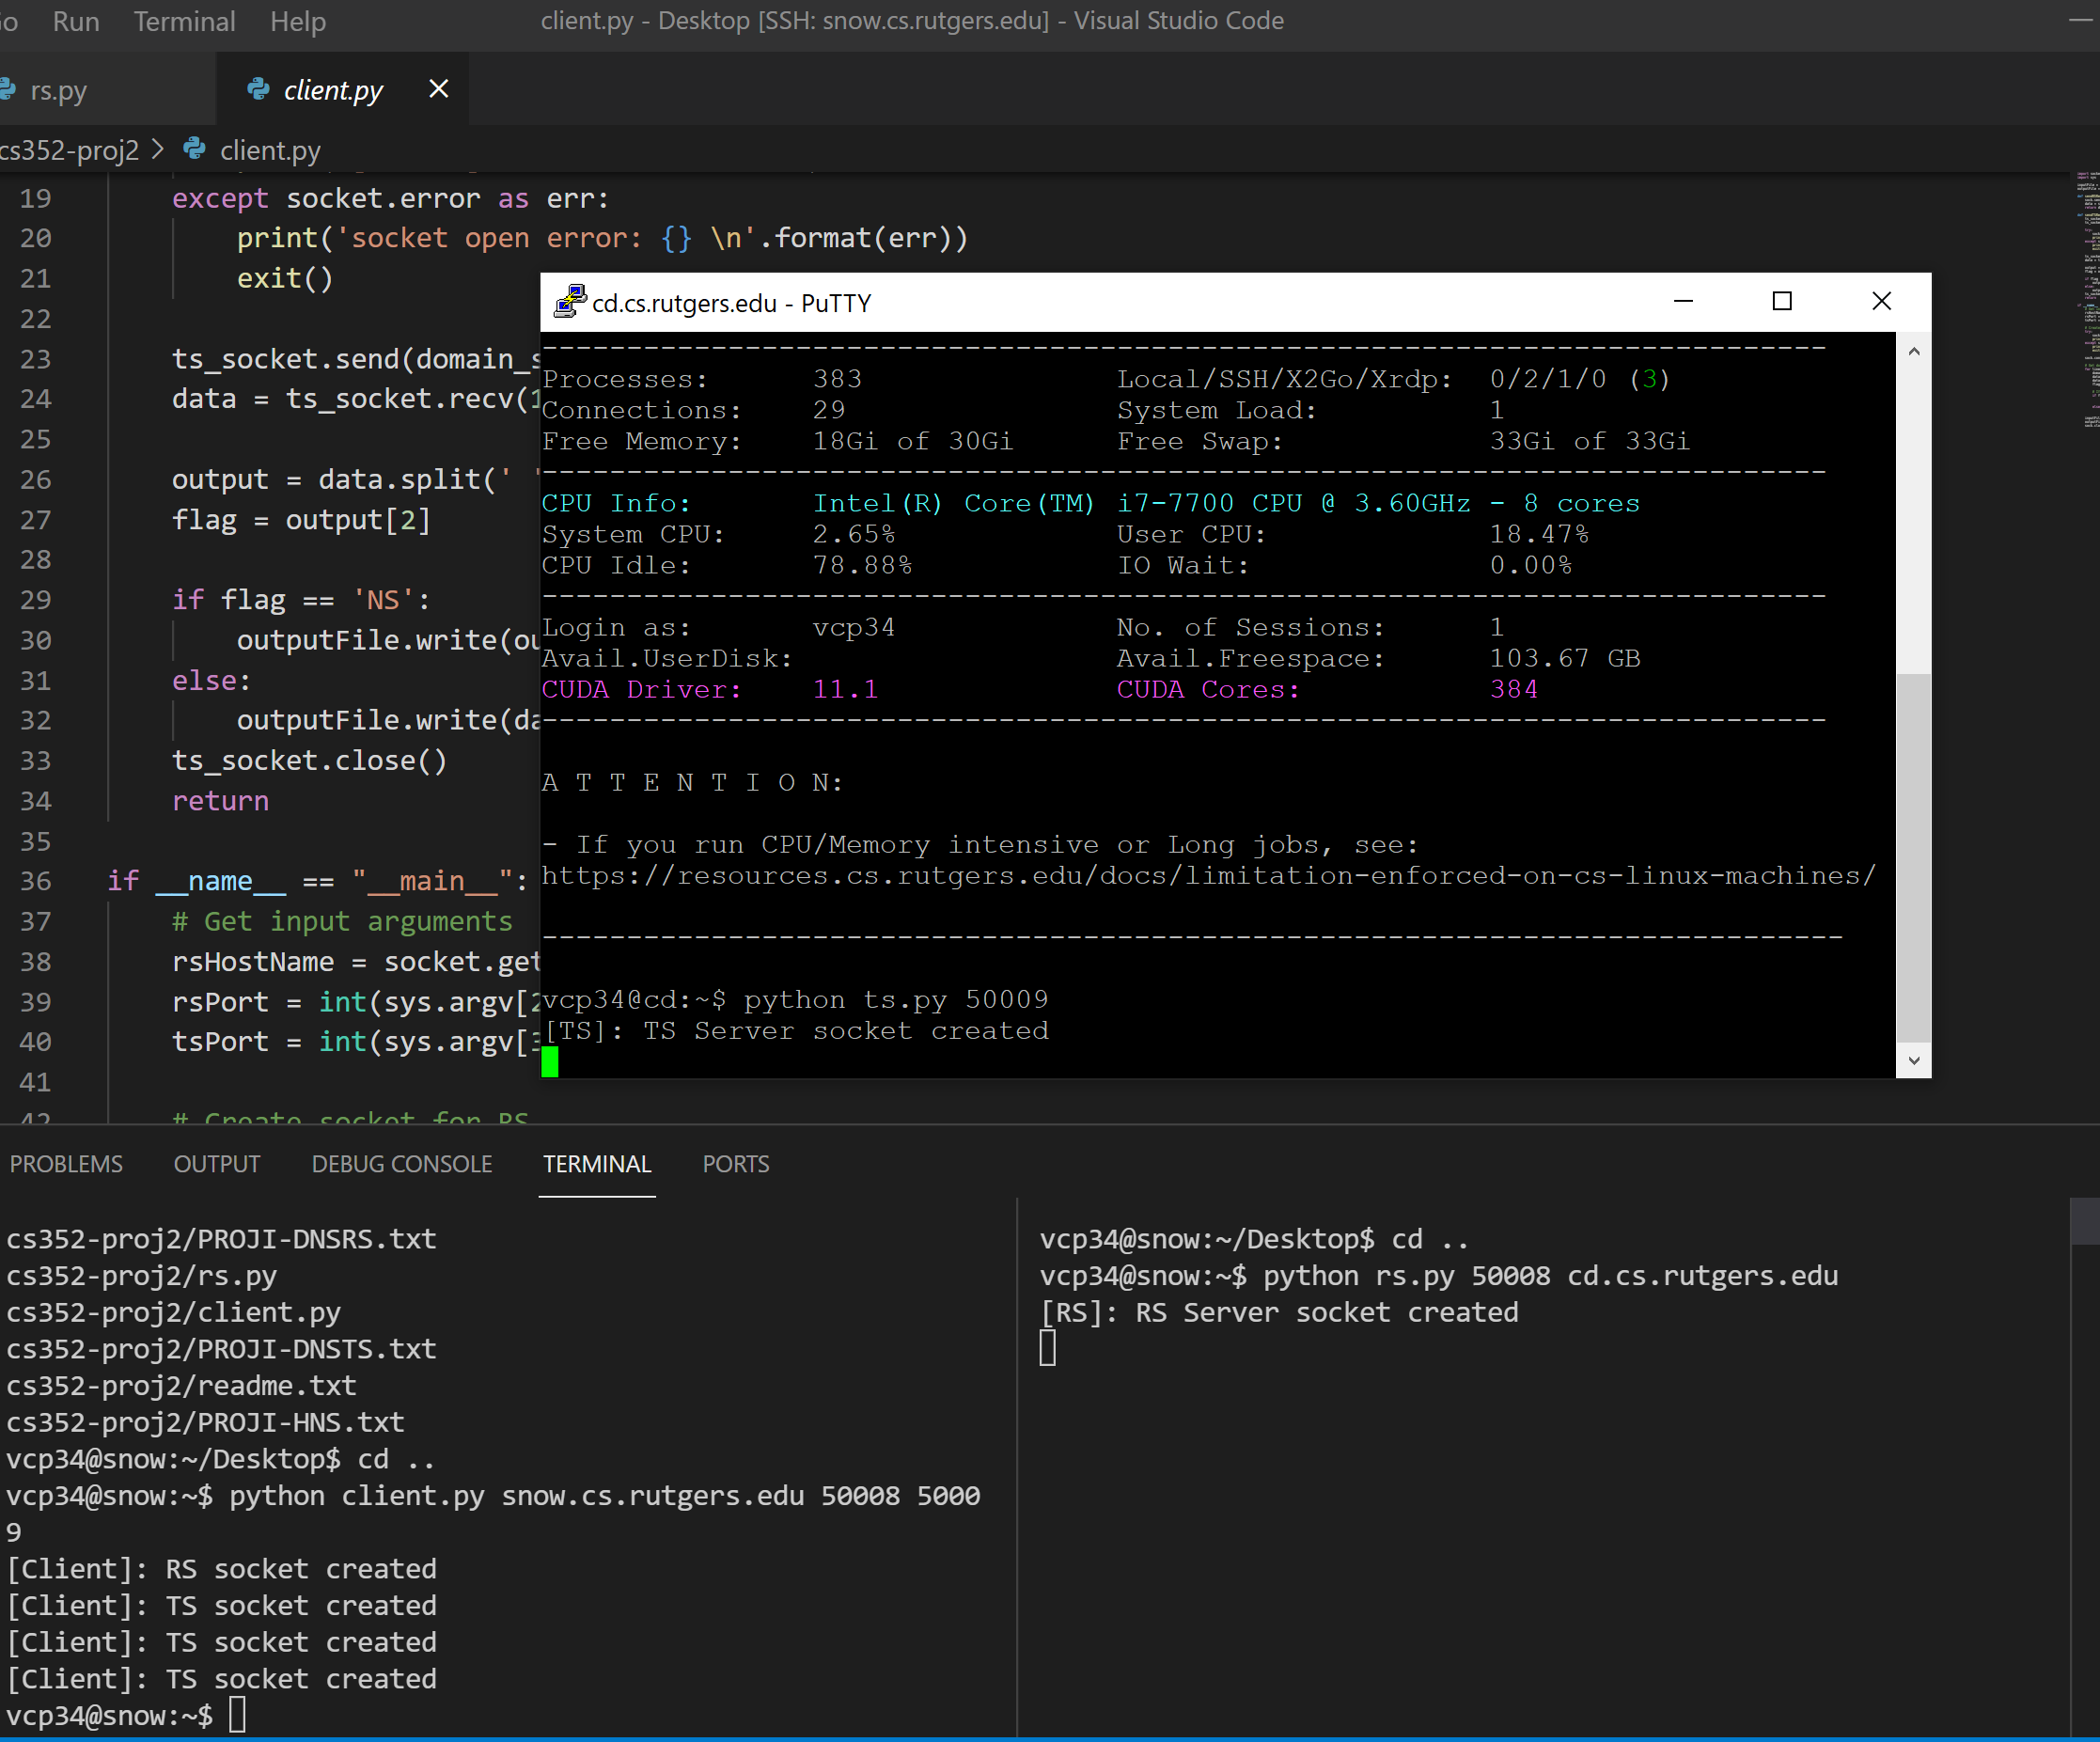 Run Terminal Help client.py - Desktop [SSH: snow.cs.rutgers.edu] - Visual Studio Code
rs.py client.py
cs352-proj2 > client.py
19 except socket.error as err:
20 print('socket open error: {} \n'.format(err))
21 exit()
22
23 ts_socket.send(domain_s
24 data = ts_socket.recv(1
25
26 output = data.split(' '
27 flag = output[2]
28
29 if flag == 'NS':
30 outputFile.write(ou
31 else:
32 outputFile.write(da
33 ts_socket.close()
34 return
35
36 if __name__ == "__main__":
37 # Get input arguments
38 rsHostName = socket.get
39 rsPort = int(sys.argv[2
40 tsPort = int(sys.argv[3
41
42 # Create socket for RS
cd.cs.rutgers.edu - PuTTY
Processes: 383 Local/SSH/X2Go/Xrdp: 0/2/1/0 (3)
Connections: 29 System Load: 1
Free Memory: 18Gi of 30Gi Free Swap: 33Gi of 33Gi
CPU Info: Intel(R) Core(TM) i7-7700 CPU @ 3.60GHz - 8 cores
System CPU: 2.65% User CPU: 18.47%
CPU Idle: 78.88% IO Wait: 0.00%
Login as: vcp34 No. of Sessions: 1
Avail.UserDisk: Avail.Freespace: 103.67 GB
CUDA Driver: 11.1 CUDA Cores: 384
A T T E N T I O N:
- If you run CPU/Memory intensive or Long jobs, see:
https://resources.cs.rutgers.edu/docs/limitation-enforced-on-cs-linux-machines/
vcp34@cd:~$ python ts.py 50009
[TS]: TS Server socket created
PROBLEMS OUTPUT DEBUG CONSOLE TERMINAL PORTS
cs352-proj2/PROJI-DNSRS.txt
cs352-proj2/rs.py
cs352-proj2/client.py
cs352-proj2/PROJI-DNSTS.txt
cs352-proj2/readme.txt
cs352-proj2/PROJI-HNS.txt
vcp34@snow:~/Desktop$ cd ..
vcp34@snow:~$ python client.py snow.cs.rutgers.edu 50008 5000
9
[Client]: RS socket created
[Client]: TS socket created
[Client]: TS socket created
[Client]: TS socket created
vcp34@snow:~$
vcp34@snow:~/Desktop$ cd ..
vcp34@snow:~$ python rs.py 50008 cd.cs.rutgers.edu
[RS]: RS Server socket created